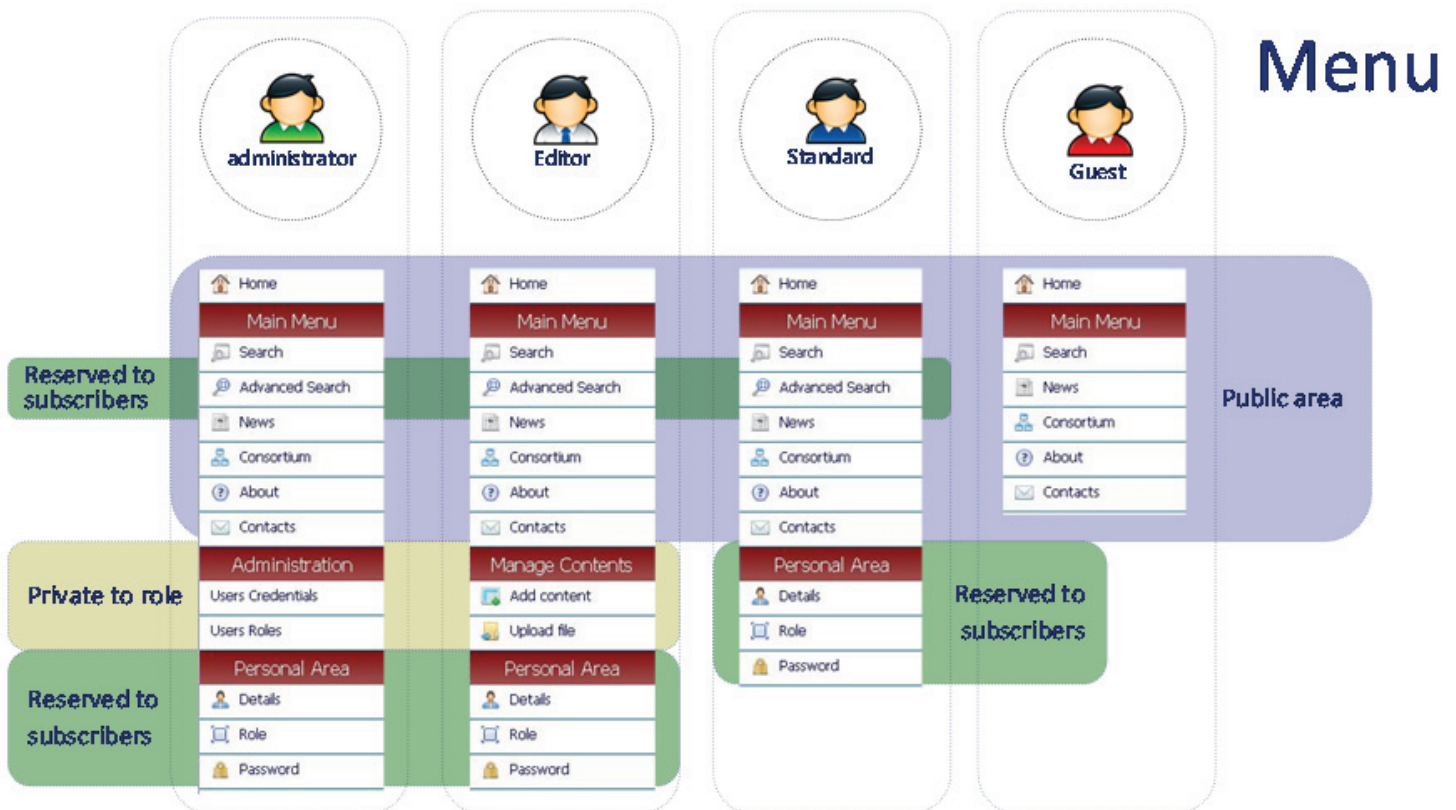 Menu
administrator
Editor
Standard
Guest
Home
Main Menu
Search
Advanced Search
News
Consortium
About
Contacts
Administration
Users Credentials
Users Roles
Personal Area
Details
Role
Password
Home
Main Menu
Search
Advanced Search
News
Consortium
About
Contacts
Manage Contents
Add content
Upload file
Personal Area
Details
Role
Password
Home
Main Menu
Search
Advanced Search
News
Consortium
About
Contacts
Personal Area
Details
Role
Password
Home
Main Menu
Search
News
Consortium
About
Contacts
Reserved to
subscribers
Public area
Private to role
Reserved to
subscribers
Reserved to
subscribers